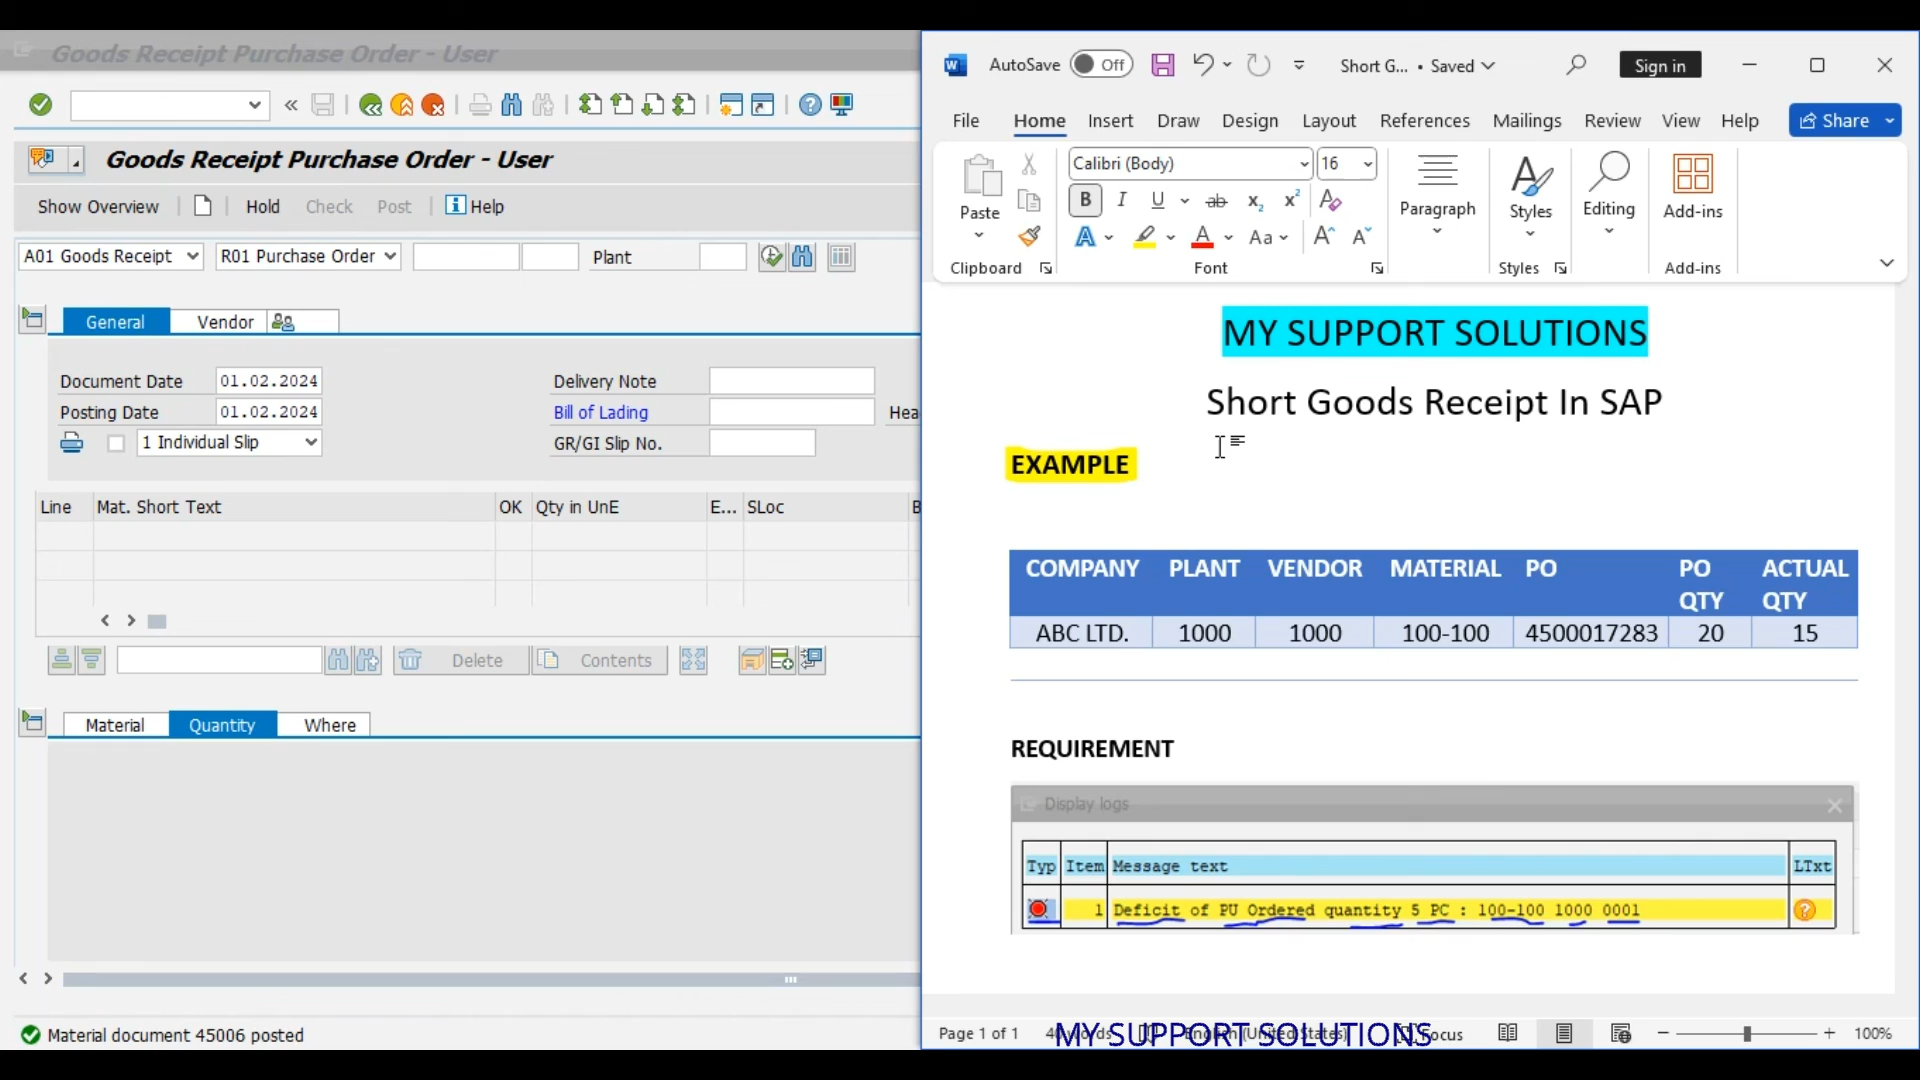 Goods Receipt Purchase Order - User
Goods Receipt Purchase Order - User
Show Overview Hold Check Post Help
A01 Goods Receipt R01 Purchase Order Plant
General Vendor
Document Date 01.02.2024 Delivery Note
Posting Date 01.02.2024 Bill of Lading Hea
1 Individual Slip GR/GI Slip No.
Line Mat. Short Text OK Qty in UnE E... SLoc B
Delete Contents
Material Quantity Where
Material document 45006 posted
AutoSave Off Short G... • Saved Sign in
File Home Insert Draw Design Layout References Mailings Review View Help Share
Calibri (Body) 16
Paste Paragraph Styles Editing Add-ins
Clipboard Font Styles Add-ins
MY SUPPORT SOLUTIONS
Short Goods Receipt In SAP
EXAMPLE
COMPANY PLANT VENDOR MATERIAL PO PO QTY ACTUAL QTY
ABC LTD. 1000 1000 100-100 4500017283 20 15
REQUIREMENT
Display logs
Typ Item Message text LTxt
1 Deficit of PU Ordered quantity 5 PC : 100-100 1000 0001
Page 1 of 1 English (United States) Focus 100%
MY SUPPORT SOLUTIONS